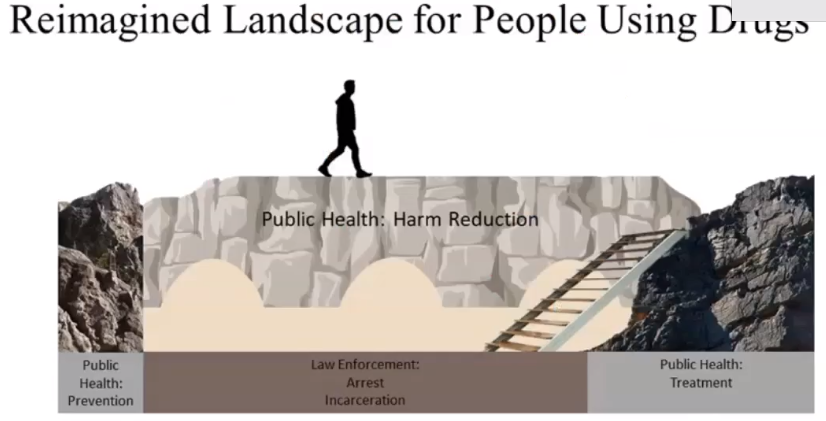 Reimagined Landscape for People Using Drugs
Public Health: Harm Reduction
Public
Health:
Prevention
Law Enforcement:
Arrest
Incarceration
Public Health:
Treatment